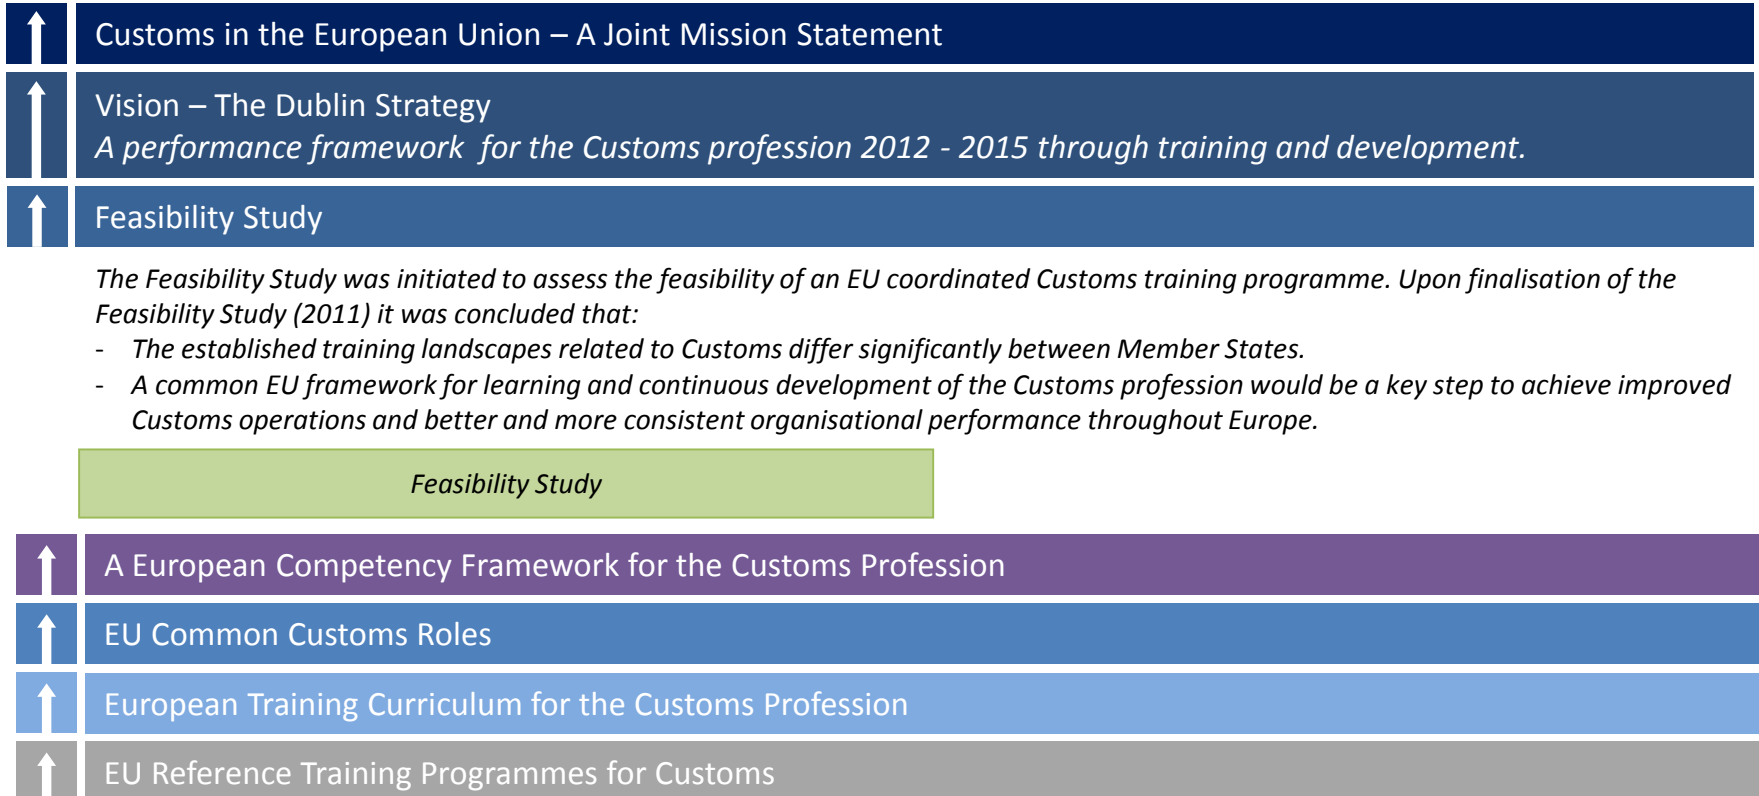 Customs in the European Union – A Joint Mission Statement
Vision – The Dublin Strategy
A performance framework for the Customs profession 2012 - 2015 through training and development.
Feasibility Study
The Feasibility Study was initiated to assess the feasibility of an EU coordinated Customs training programme. Upon finalisation of the
Feasibility Study (2011) it was concluded that:
- The established training landscapes related to Customs differ significantly between Member States.
- A common EU framework for learning and continuous development of the Customs profession would be a key step to achieve improved
Customs operations and better and more consistent organisational performance throughout Europe.
Feasibility Study
A European Competency Framework for the Customs Profession
EU Common Customs Roles
European Training Curriculum for the Customs Profession
EU Reference Training Programmes for Customs